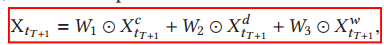 X_{t_{T+1}} = W_1 ⊙ X^c_{t_{T+1}} + W_2 ⊙ X^d_{t_{T+1}} + W_3 ⊙ X^w_{t_{T+1}},